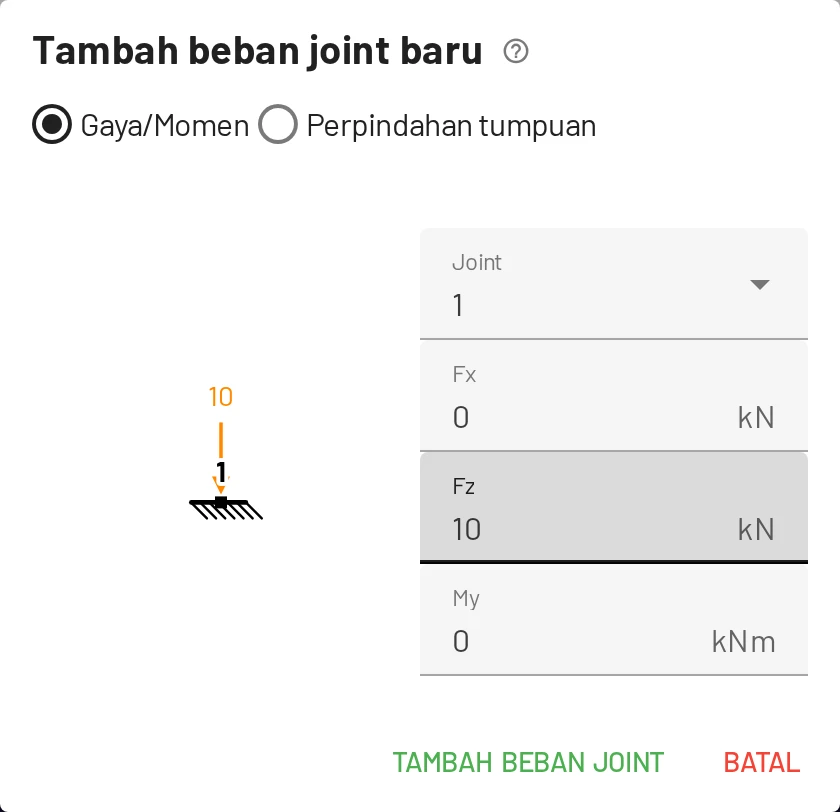 Tambah beban joint baru
Gaya/Momen Perpindahan tumpuan
Joint
1
Fx
0 kN
10
1
Fz
10 kN
My
0 kNm
TAMBAH BEBAN JOINT BATAL